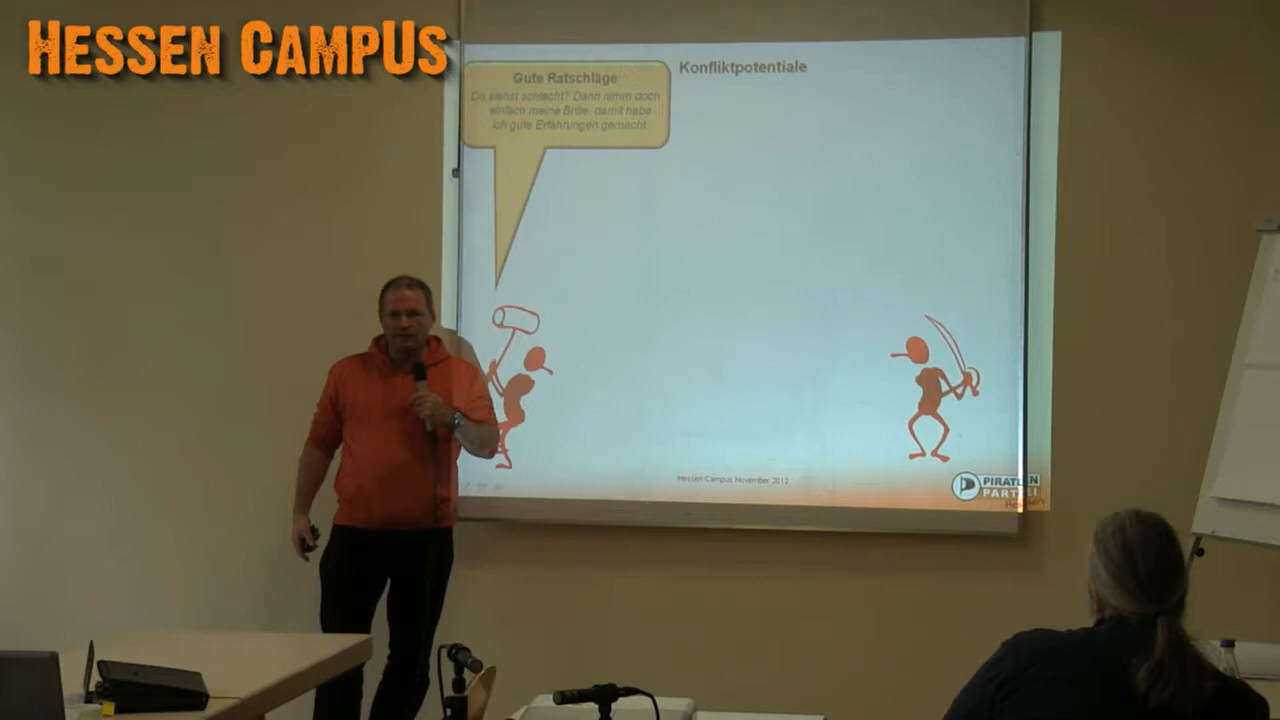 HESSEN CAMPUS
Konfliktpotentiale
Gute Ratschläge
Du siehst schlecht? Dann nimm doch
einfach meine Brille, damit habe
ich gute Erfahrungen gemacht.
Hessen Campus November 2012
PIRATEN
PARTEI